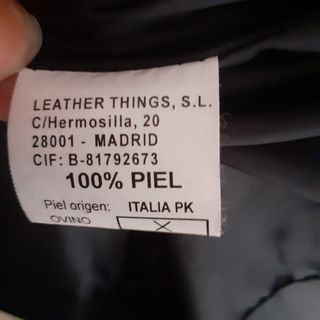 LEATHER THINGS, S.L.
C/Hermosilla, 20
28001 - MADRID
CIF: B-81792673
100% PIEL
Piel origen: ITALIA PK
OVINO